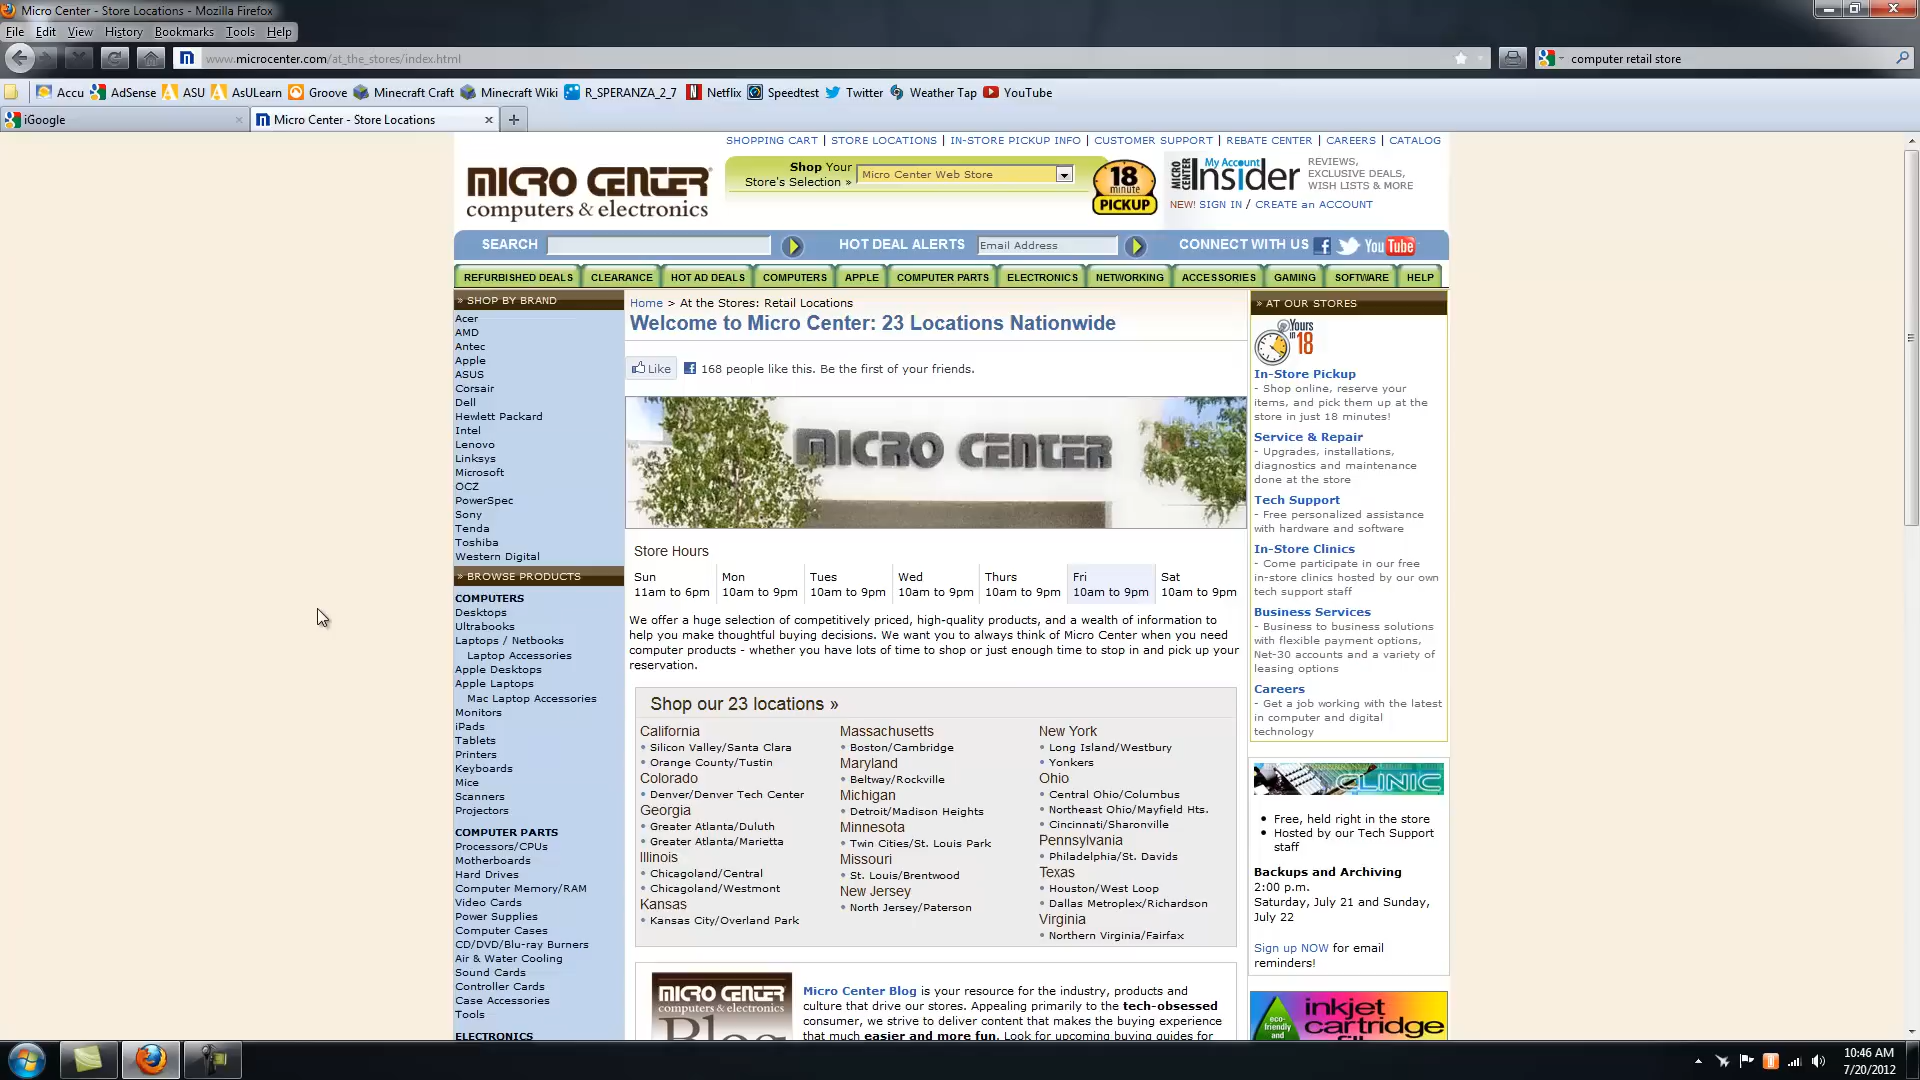 Micro Center - Store Locations - Mozilla Firefox
File Edit View History Bookmarks Tools Help
www.microcenter.com/at_the_stores/index.html
computer retail store
Accu AdSense ASU AsULearn Groove Minecraft Craft Minecraft Wiki R_SPERANZA_2_7 Netflix Speedtest Twitter Weather Tap YouTube
iGoogle
Micro Center - Store Locations
SHOPPING CART | STORE LOCATIONS | IN-STORE PICKUP INFO | CUSTOMER SUPPORT | REBATE CENTER | CAREERS | CATALOG
MICRO CENTER
computers & electronics
Shop Your
Store's Selection »
Micro Center Web Store
18
minute
PICKUP
MICRO CENTER
My Account
Insider
REVIEWS,
EXCLUSIVE DEALS,
WISH LISTS & MORE
NEW! SIGN IN / CREATE an ACCOUNT
SEARCH
HOT DEAL ALERTS
Email Address
CONNECT WITH US
YouTube
REFURBISHED DEALS CLEARANCE HOT AD DEALS COMPUTERS APPLE COMPUTER PARTS ELECTRONICS NETWORKING ACCESSORIES GAMING SOFTWARE HELP
» SHOP BY BRAND
Acer
AMD
Antec
Apple
ASUS
Corsair
Dell
Hewlett Packard
Intel
Lenovo
Linksys
Microsoft
OCZ
PowerSpec
Sony
Tenda
Toshiba
Western Digital
» BROWSE PRODUCTS
COMPUTERS
Desktops
Ultrabooks
Laptops / Netbooks
Laptop Accessories
Apple Desktops
Apple Laptops
Mac Laptop Accessories
Monitors
iPads
Tablets
Printers
Keyboards
Mice
Scanners
Projectors
COMPUTER PARTS
Processors/CPUs
Motherboards
Hard Drives
Computer Memory/RAM
Video Cards
Power Supplies
Computer Cases
CD/DVD/Blu-ray Burners
Air & Water Cooling
Sound Cards
Controller Cards
Case Accessories
Tools
ELECTRONICS
Home > At the Stores: Retail Locations
Welcome to Micro Center: 23 Locations Nationwide
Like
168 people like this. Be the first of your friends.
MICRO CENTER
Store Hours
Sun Mon Tues Wed Thurs Fri Sat
11am to 6pm 10am to 9pm 10am to 9pm 10am to 9pm 10am to 9pm 10am to 9pm 10am to 9pm
We offer a huge selection of competitively priced, high-quality products, and a wealth of information to
help you make thoughtful buying decisions. We want you to always think of Micro Center when you need
computer products - whether you have lots of time to shop or just enough time to stop in and pick up your
reservation.
Shop our 23 locations »
California
• Silicon Valley/Santa Clara
• Orange County/Tustin
Colorado
• Denver/Denver Tech Center
Georgia
• Greater Atlanta/Duluth
• Greater Atlanta/Marietta
Illinois
• Chicagoland/Central
• Chicagoland/Westmont
Kansas
• Kansas City/Overland Park
Massachusetts
• Boston/Cambridge
Maryland
• Beltway/Rockville
Michigan
• Detroit/Madison Heights
Minnesota
• Twin Cities/St. Louis Park
Missouri
• St. Louis/Brentwood
New Jersey
• North Jersey/Paterson
New York
• Long Island/Westbury
• Yonkers
Ohio
• Central Ohio/Columbus
• Northeast Ohio/Mayfield Hts.
• Cincinnati/Sharonville
Pennsylvania
• Philadelphia/St. Davids
Texas
• Houston/West Loop
• Dallas Metroplex/Richardson
Virginia
• Northern Virginia/Fairfax
MICRO CENTER
computers & electronics
Blog
Micro Center Blog is your resource for the industry, products and
culture that drive our stores. Appealing primarily to the tech-obsessed
consumer, we strive to deliver content that makes the buying experience
that much easier and more fun. Look for upcoming buying guides for
» AT OUR STORES
Yours
in 18
In-Store Pickup
- Shop online, reserve your
items, and pick them up at the
store in just 18 minutes!
Service & Repair
- Upgrades, installations,
diagnostics and maintenance
done at the store
Tech Support
- Free personalized assistance
with hardware and software
In-Store Clinics
- Come participate in our free
in-store clinics hosted by our own
tech support staff
Business Services
- Business to business solutions
with flexible payment options,
Net-30 accounts and a variety of
leasing options
Careers
- Get a job working with the latest
in computer and digital
technology
CLINIC
• Free, held right in the store
• Hosted by our Tech Support
staff
Backups and Archiving
2:00 p.m.
Saturday, July 21 and Sunday,
July 22
Sign up NOW for email
reminders!
eco-
friendly
and
inkjet
cartridge
10:46 AM
7/20/2012